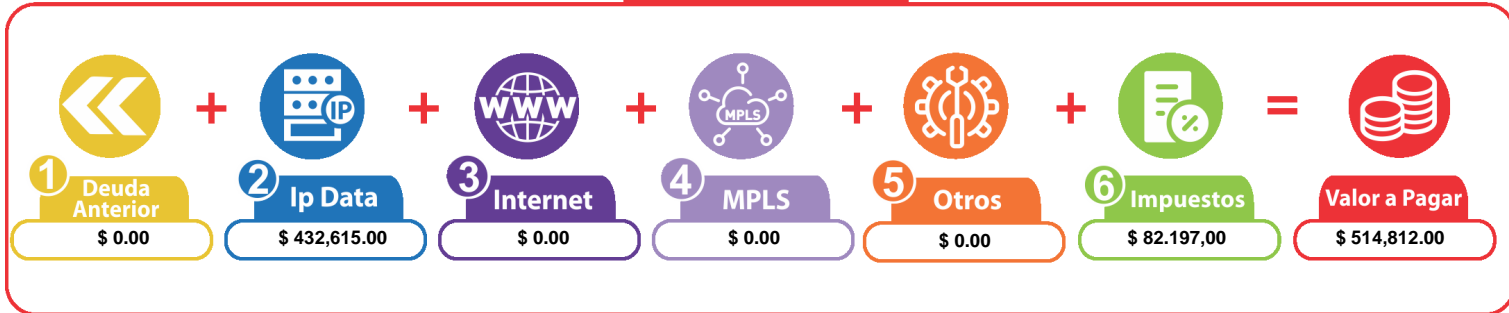 IP
WWW
MPLS
%
1 Deuda Anterior
2 Ip Data
3 Internet
4 MPLS
5 Otros
6 Impuestos
Valor a Pagar
$ 0.00
$ 432,615.00
$ 0.00
$ 0.00
$ 0.00
$ 82.197,00
$ 514,812.00